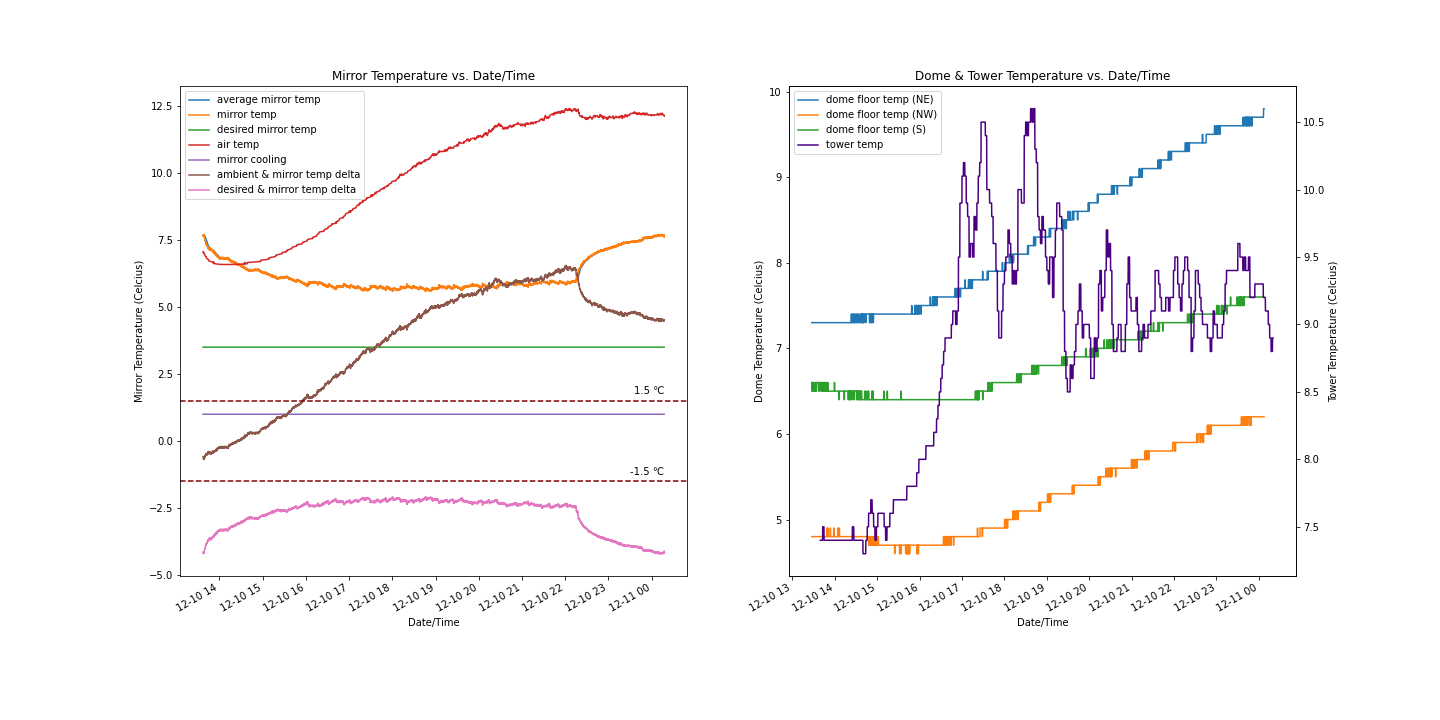 Mirror Temperature vs. Date/Time
12.5
10.0
7.5
5.0
2.5
0.0
−2.5
−5.0
Mirror Temperature (Celcius)
average mirror temp
mirror temp
desired mirror temp
air temp
mirror cooling
ambient & mirror temp delta
desired & mirror temp delta
1.5 °C
-1.5 °C
12-10 14
12-10 15
12-10 16
12-10 17
12-10 18
12-10 19
12-10 20
12-10 21
12-10 22
12-10 23
12-11 00
Date/Time
Dome & Tower Temperature vs. Date/Time
10
9
8
7
6
5
Dome Temperature (Celcius)
dome floor temp (NE)
dome floor temp (NW)
dome floor temp (S)
tower temp
10.5
10.0
9.5
9.0
8.5
8.0
7.5
Tower Temperature (Celcius)
12-10 13
12-10 14
12-10 15
12-10 16
12-10 17
12-10 18
12-10 19
12-10 20
12-10 21
12-10 22
12-10 23
12-11 00
Date/Time